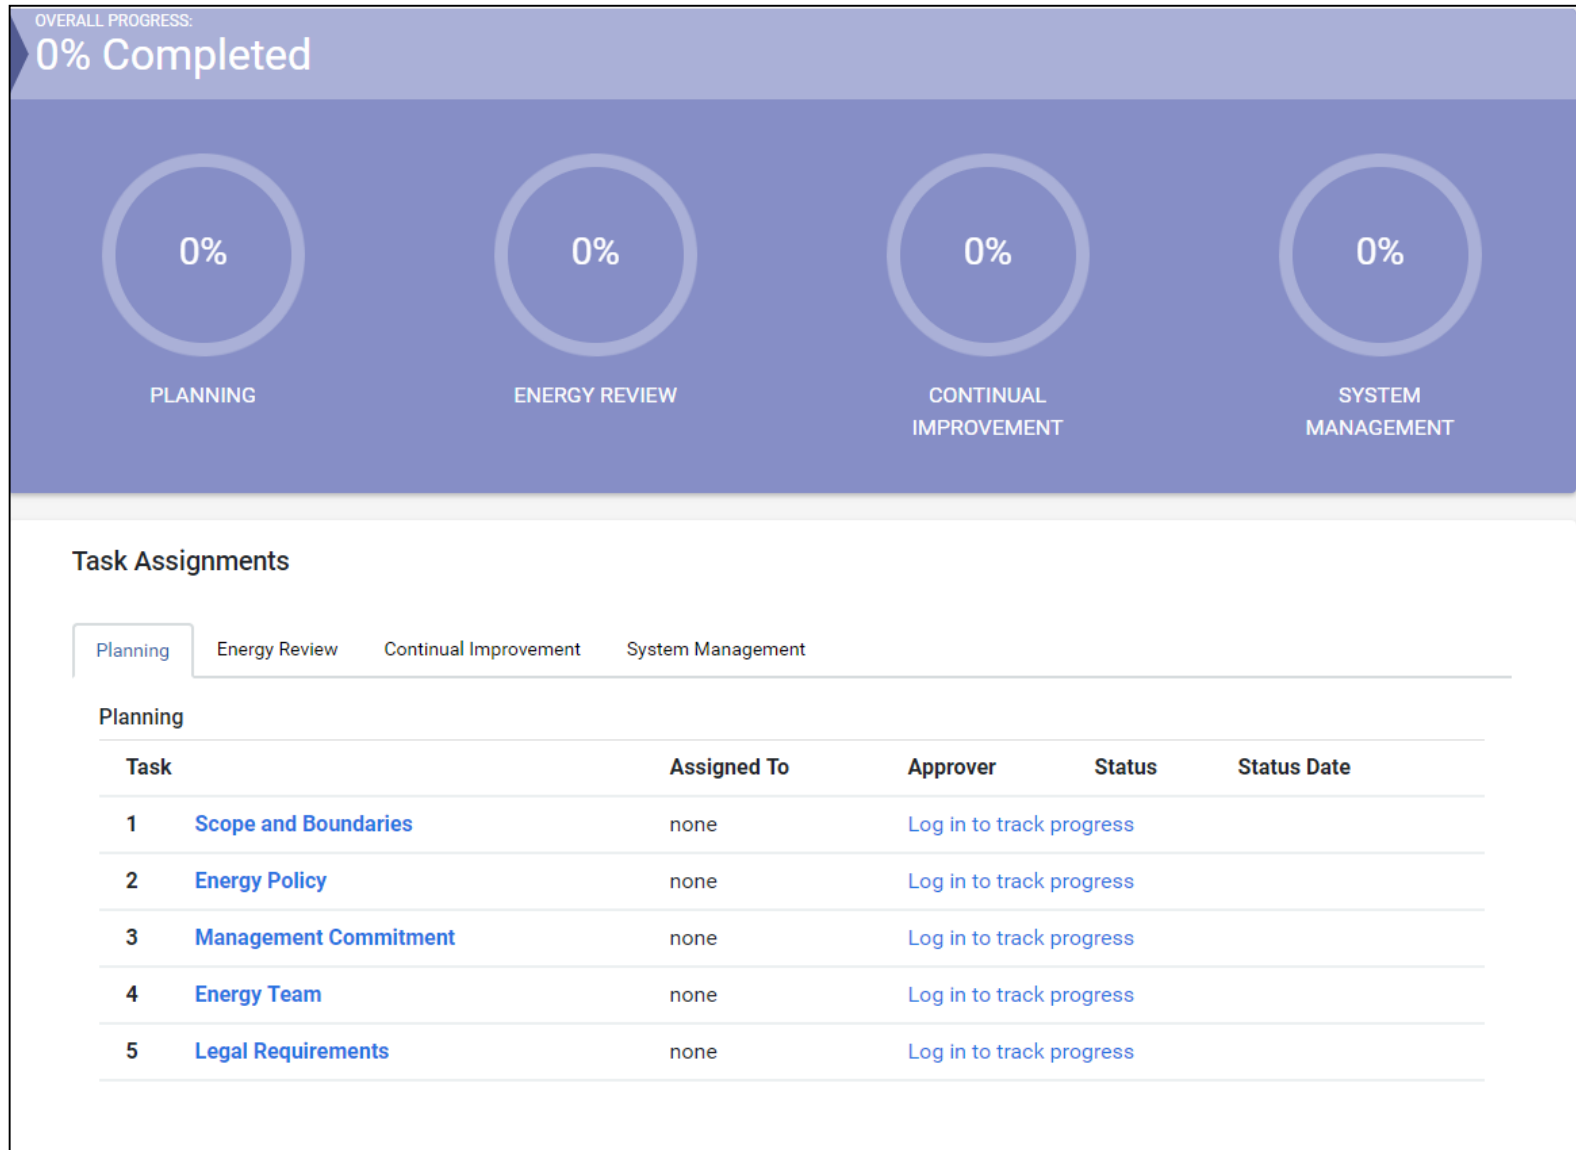 OVERALL PROGRESS:
0% Completed
0% 0% 0% 0%
PLANNING ENERGY REVIEW CONTINUAL IMPROVEMENT SYSTEM MANAGEMENT
Task Assignments
Planning Energy Review Continual Improvement System Management
Planning
Task Assigned To Approver Status Status Date
1 Scope and Boundaries none Log in to track progress
2 Energy Policy none Log in to track progress
3 Management Commitment none Log in to track progress
4 Energy Team none Log in to track progress
5 Legal Requirements none Log in to track progress